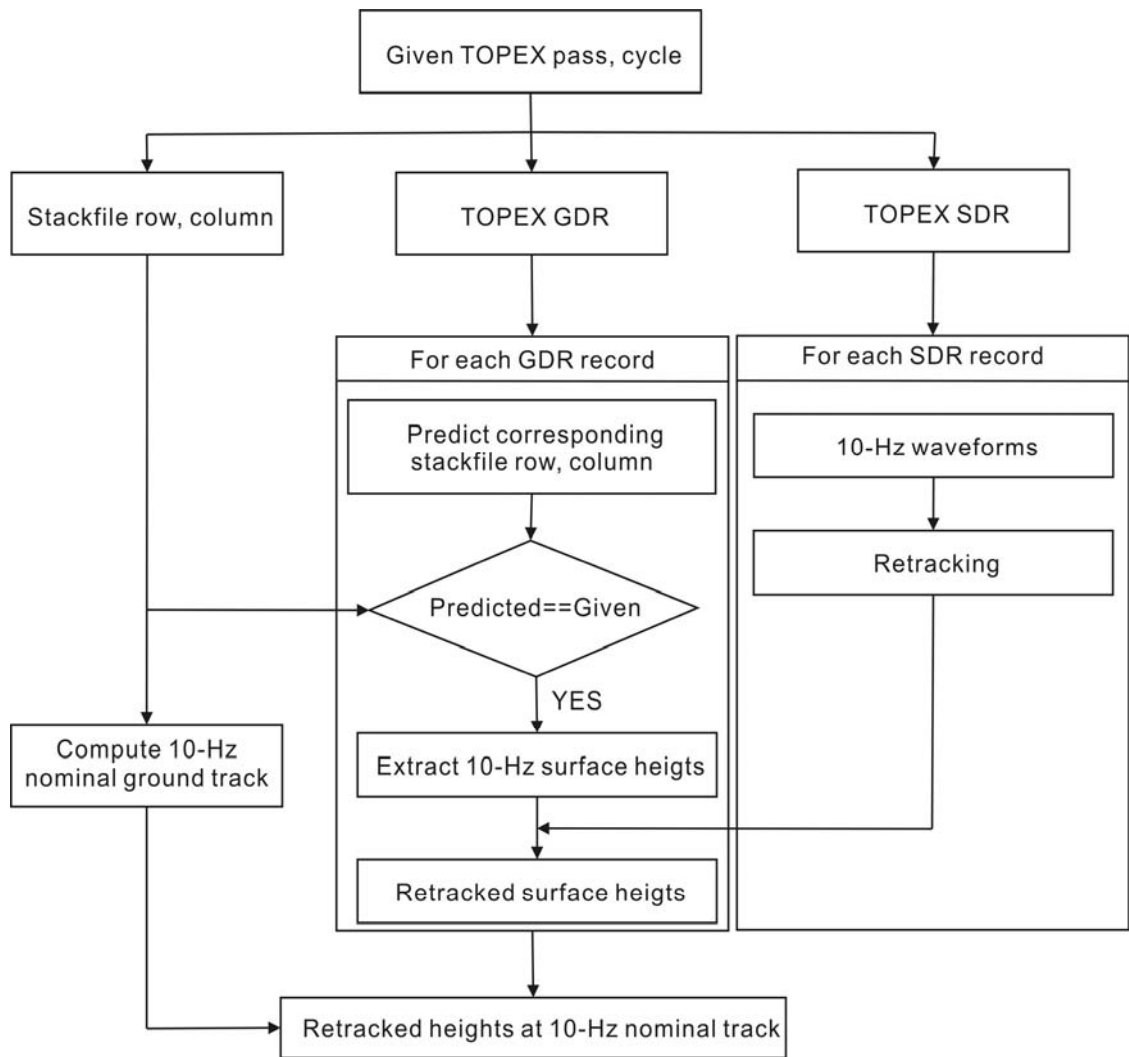 Given TOPEX pass, cycle
Stackfile row, column
TOPEX GDR
TOPEX SDR
For each GDR record
For each SDR record
Predict corresponding
stackfile row, column
10-Hz waveforms
Retracking
Predicted==Given
YES
Compute 10-Hz
nominal ground track
Extract 10-Hz surface heigts
Retracked surface heigts
Retracked heights at 10-Hz nominal track